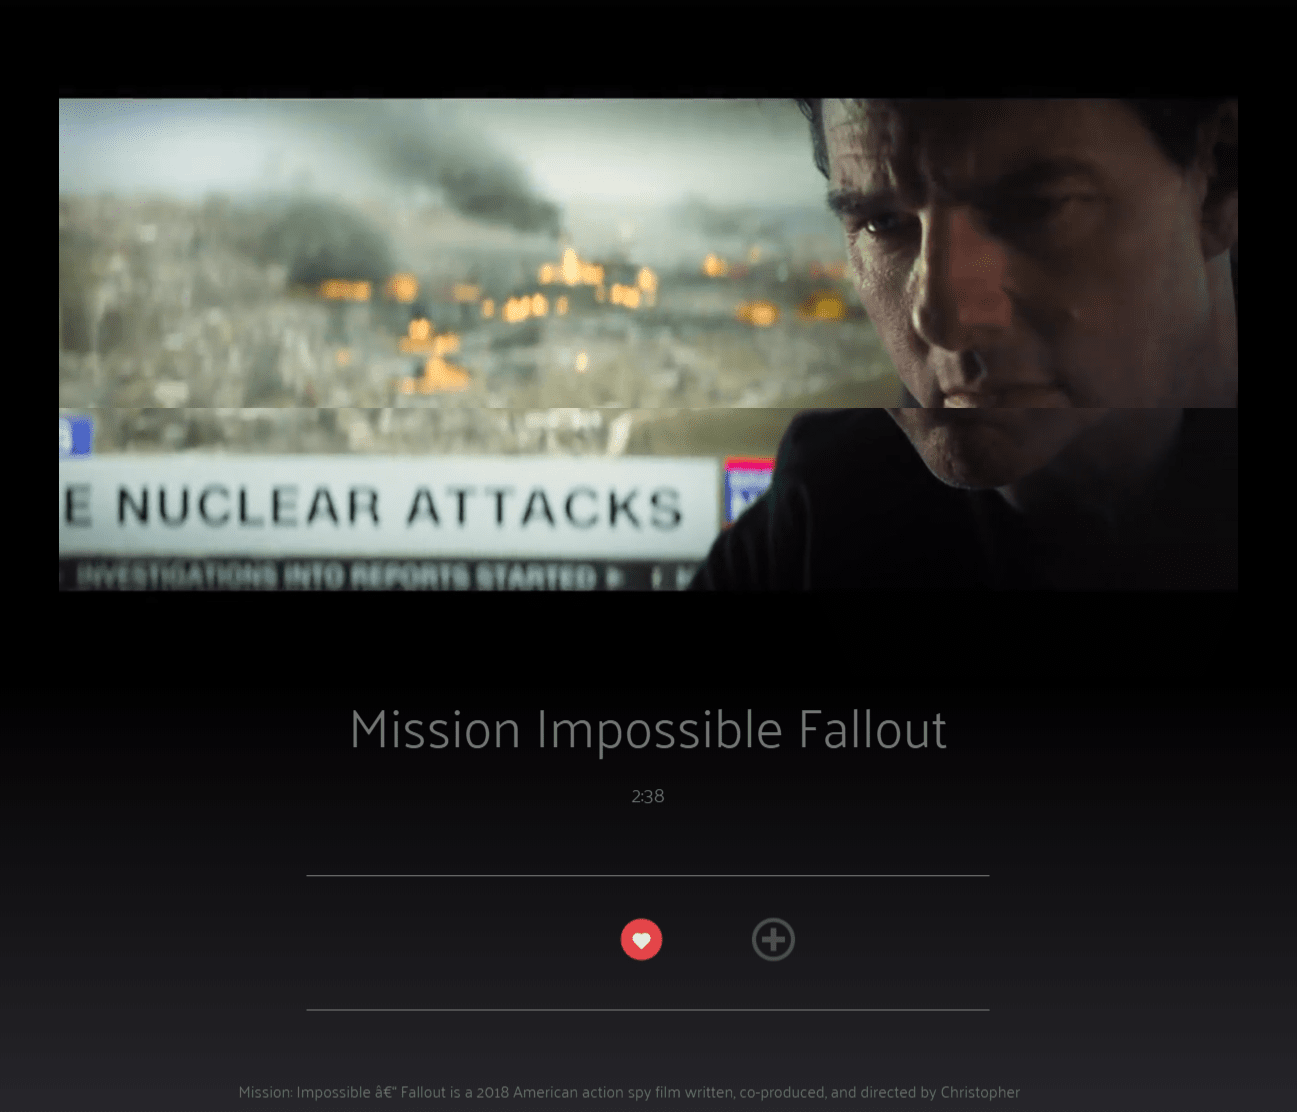 E NUCLEAR ATTACKS
INVESTIGATIONS INTO REPORTS STARTED
Mission Impossible Fallout
2:38
Mission: Impossible â€“ Fallout is a 2018 American action spy film written, co-produced, and directed by Christopher